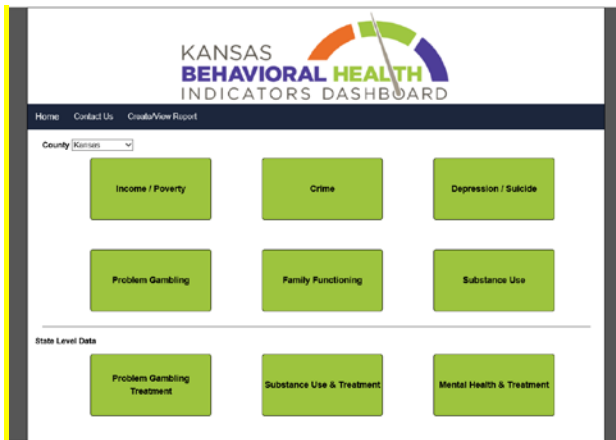 KANSAS
BEHAVIORAL HEALTH
INDICATORS DASHBOARD
Home Contact Us Create/View Report
County Kansas
Income / Poverty Crime Depression / Suicide
Problem Gambling Family Functioning Substance Use
State Level Data
Problem Gambling
Treatment Substance Use & Treatment Mental Health & Treatment